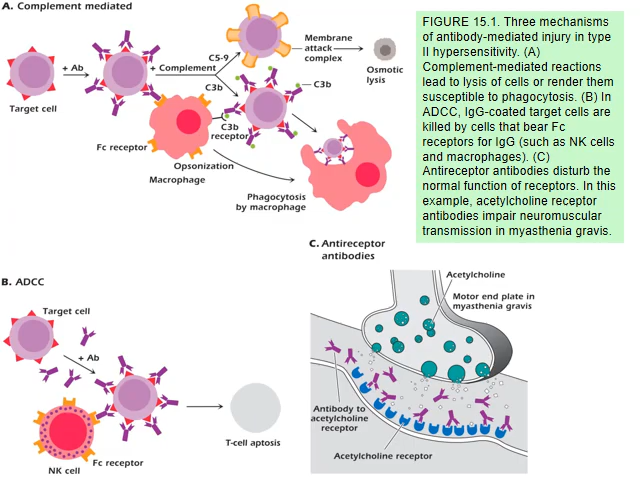 A. Complement mediated
+ Ab
+ Complement
C5-9
C3b
Membrane
attack
complex
Osmotic
lysis
Target cell
C3b
C3b
receptor
Fc receptor
Opsonization
Macrophage
Phagocytosis
by macrophage
FIGURE 15.1. Three mechanisms
of antibody-mediated injury in type
II hypersensitivity. (A)
Complement-mediated reactions
lead to lysis of cells or render them
susceptible to phagocytosis. (B) In
ADCC, IgG-coated target cells are
killed by cells that bear Fc
receptors for IgG (such as NK cells
and macrophages). (C)
Antireceptor antibodies disturb the
normal function of receptors. In this
example, acetylcholine receptor
antibodies impair neuromuscular
transmission in myasthenia gravis.
B. ADCC
Target cell
+ Ab
Fc receptor
NK cell
T-cell aptosis
C. Antireceptor
antibodies
Acetylcholine
Motor end plate in
myasthenia gravis
Antibody to
acetylcholine
receptor
Acetylcholine receptor